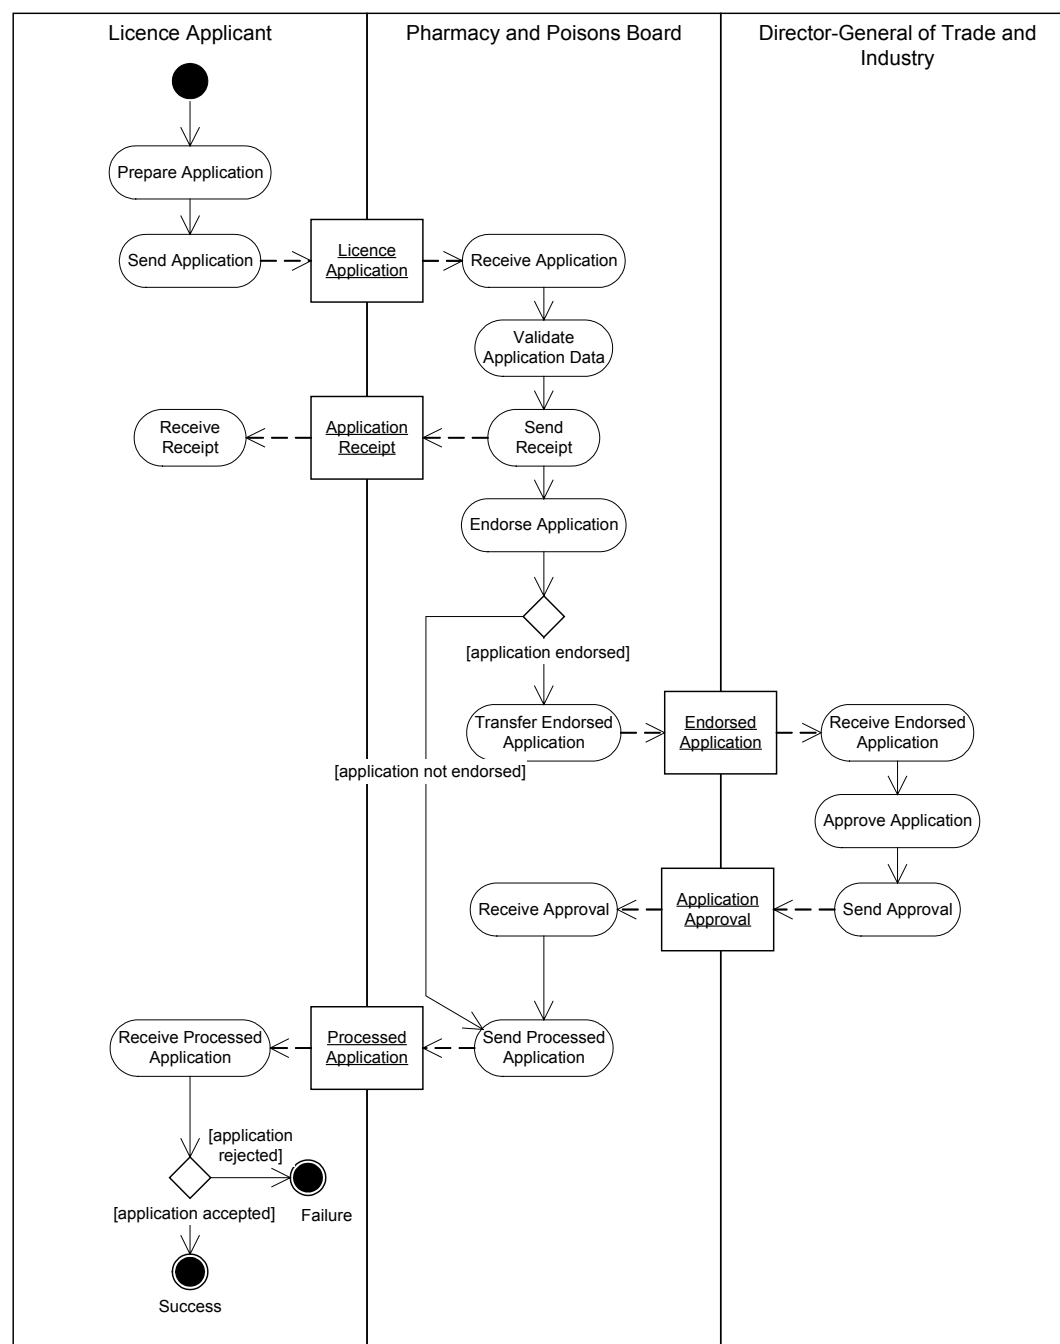 Licence Applicant
Pharmacy and Poisons Board
Director-General of Trade and
Industry
Prepare Application
Send Application
Licence
Application
Receive Application
Validate
Application Data
Receive
Receipt
Application
Receipt
Send
Receipt
Endorse Application
[application endorsed]
Transfer Endorsed
Application
Endorsed
Application
Receive Endorsed
Application
[application not endorsed]
Approve Application
Receive Approval
Application
Approval
Send Approval
Receive Processed
Application
Processed
Application
Send Processed
Application
[application
rejected]
[application accepted]
Failure
Success